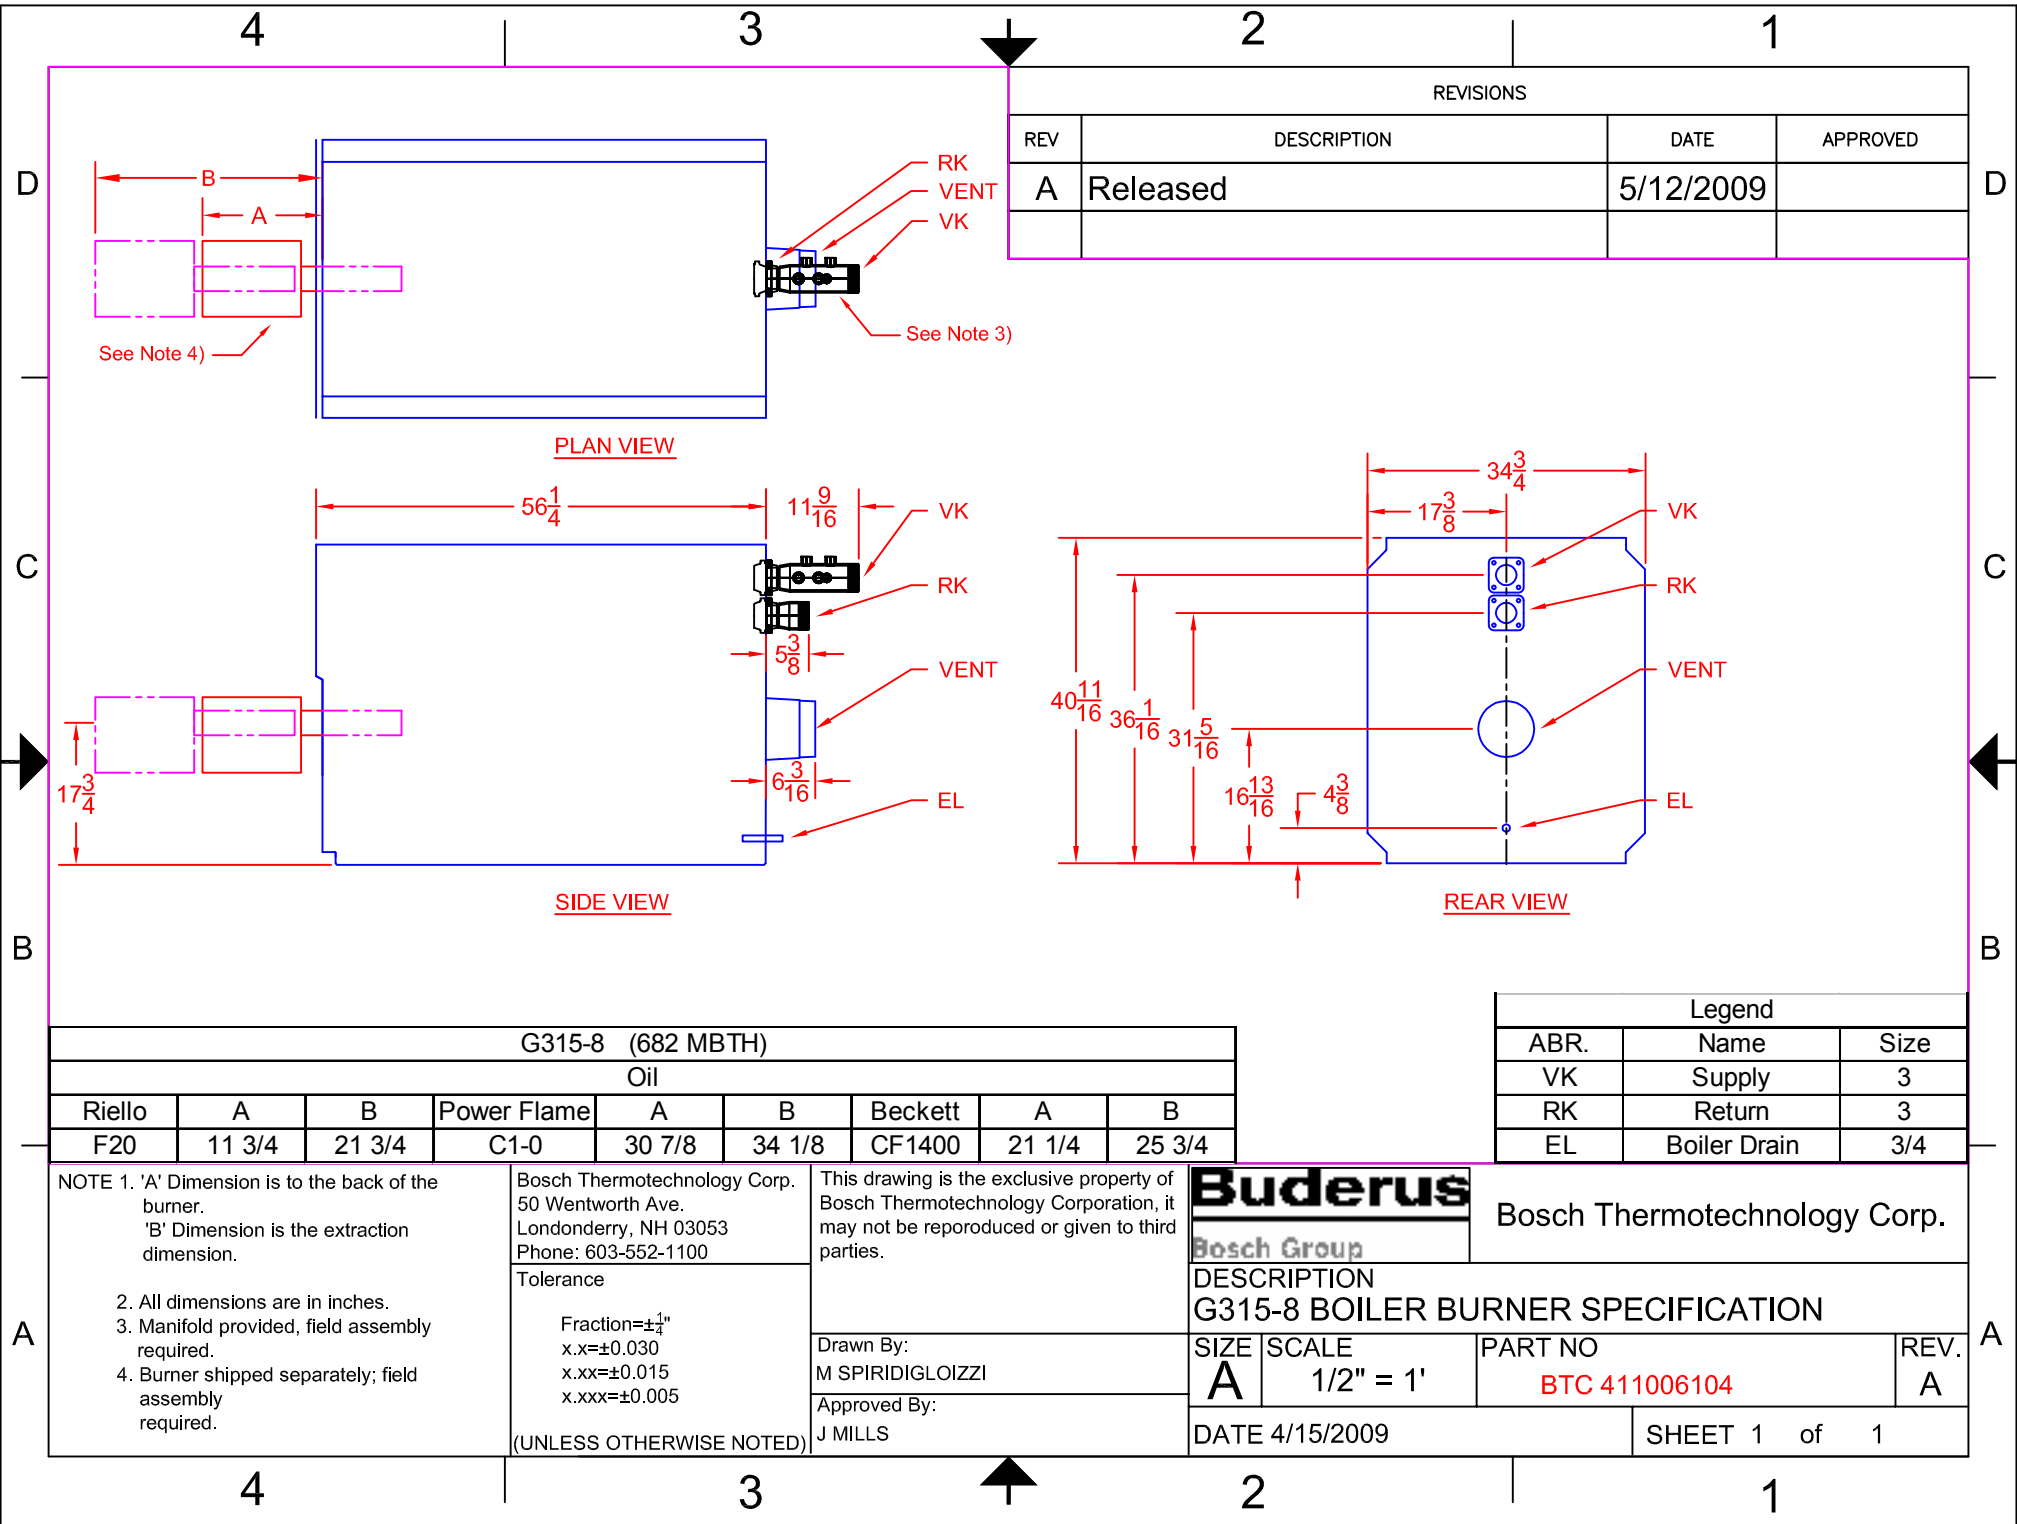 4 3 2 1
REVISIONS
REV DESCRIPTION DATE APPROVED
A Released 5/12/2009
D D
B
A
RK
VENT
VK
See Note 4)
See Note 3)
PLAN VIEW
56 1/4
11 9/16
VK
RK
5 3/8
VENT
6 3/16
EL
17 3/4
SIDE VIEW
34 3/4
17 3/8
VK
RK
VENT
EL
40 11/16
36 1/16
31 5/16
16 13/16
4 3/8
REAR VIEW
C C
B B
G315-8 (682 MBTH)
Oil
Riello A B Power Flame A B Beckett A B
F20 11 3/4 21 3/4 C1-0 30 7/8 34 1/8 CF1400 21 1/4 25 3/4
Legend
ABR. Name Size
VK Supply 3
RK Return 3
EL Boiler Drain 3/4
NOTE 1. 'A' Dimension is to the back of the
burner.
'B' Dimension is the extraction
dimension.
2. All dimensions are in inches.
3. Manifold provided, field assembly
required.
4. Burner shipped separately; field
assembly
required.
Bosch Thermotechnology Corp.
50 Wentworth Ave.
Londonderry, NH 03053
Phone: 603-552-1100
Tolerance
Fraction=±1/4"
x.x=±0.030
x.xx=±0.015
x.xxx=±0.005
(UNLESS OTHERWISE NOTED)
This drawing is the exclusive property of
Bosch Thermotechnology Corporation, it
may not be reporoduced or given to third
parties.
Drawn By:
M SPIRIDIGLOIZZI
Approved By:
J MILLS
Buderus
Bosch Group
Bosch Thermotechnology Corp.
DESCRIPTION
G315-8 BOILER BURNER SPECIFICATION
SIZE
A
SCALE
1/2" = 1'
PART NO
BTC 411006104
REV.
A
DATE 4/15/2009
SHEET 1 of 1
A A
4 3 2 1